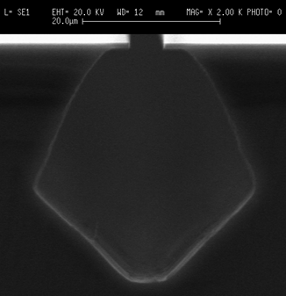 L= SE1 EHT= 20.0 KV WD= 12 mm MAG= X 2.00 K PHOTO= 0
20.0µm